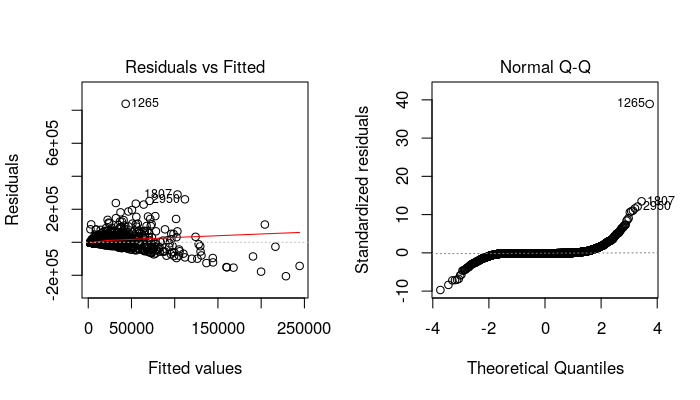 Residuals vs Fitted
Residuals
-2e+05
2e+05
6e+05
1265
1807
2950
0
50000
150000
250000
Fitted values
Normal Q-Q
Standardized residuals
-10
0
10
20
30
40
1265
1807
2950
-4
-2
0
2
4
Theoretical Quantiles